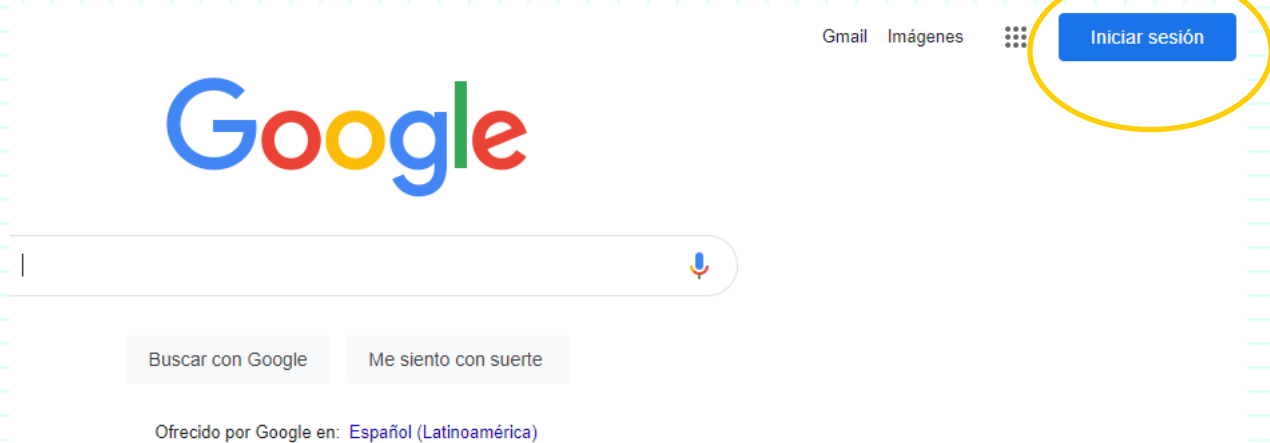 Gmail Imágenes Iniciar sesión
Google
Buscar con Google Me siento con suerte
Ofrecido por Google en: Español (Latinoamérica)